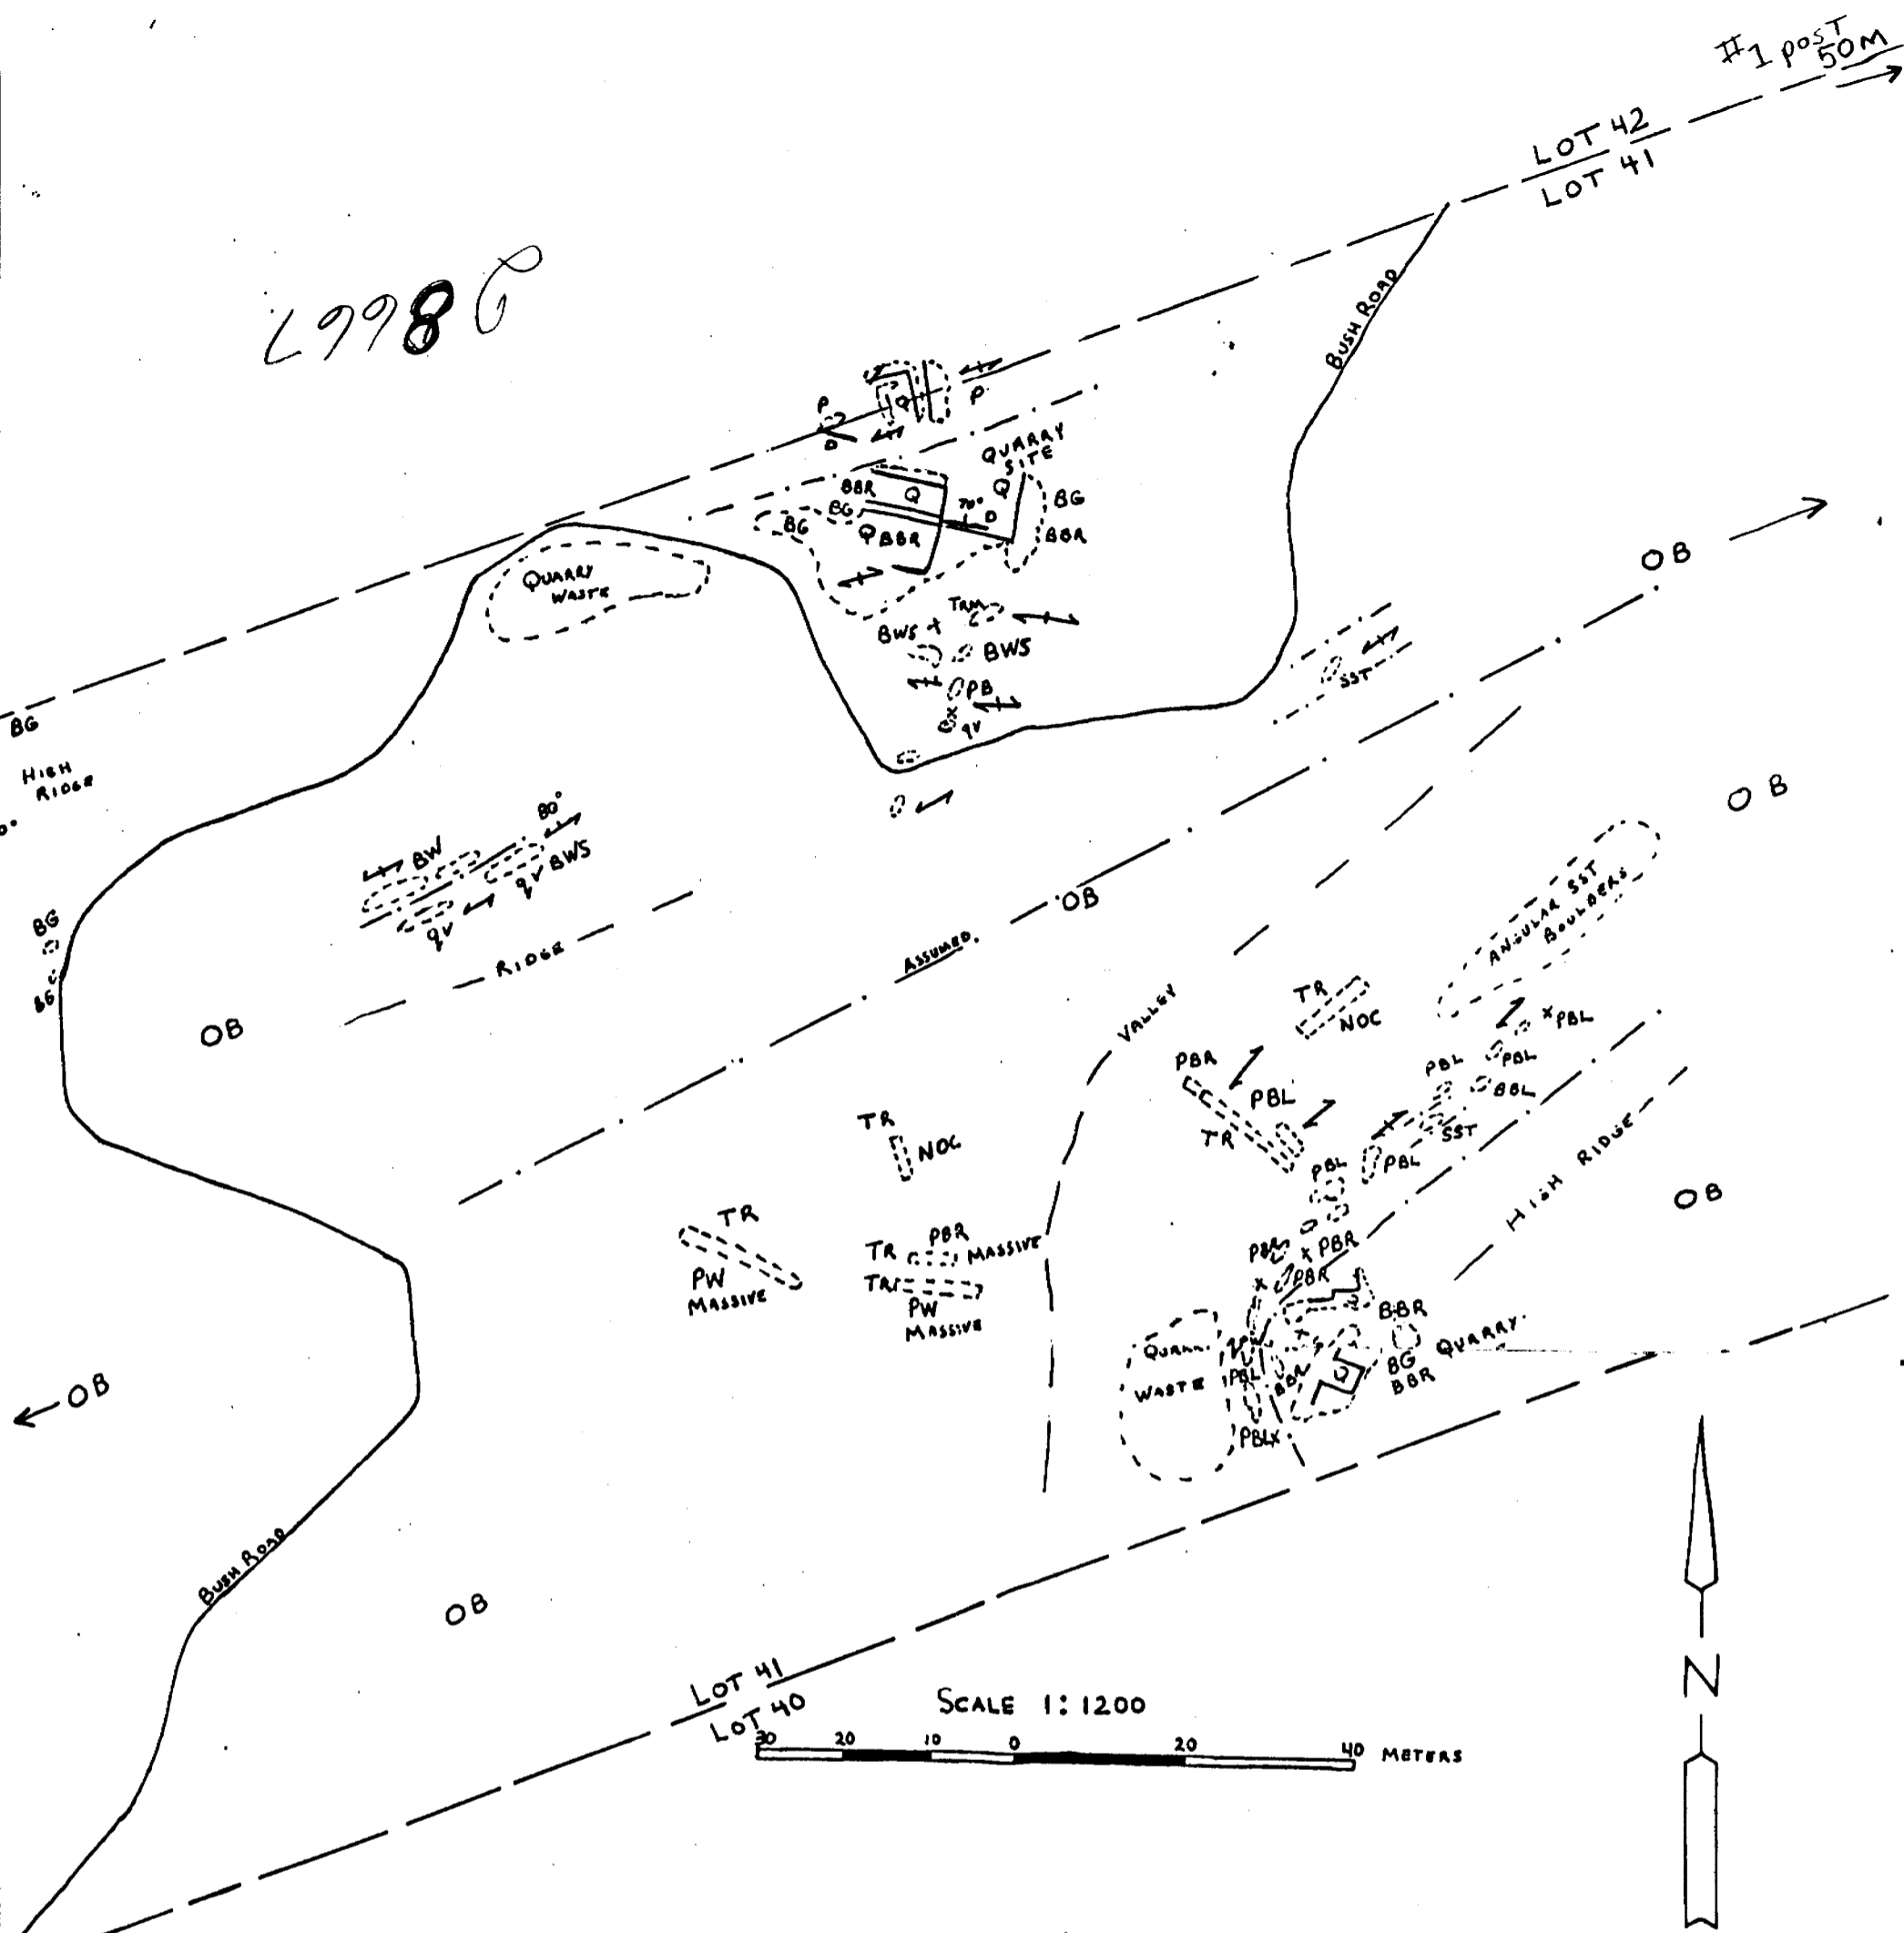 #1 POST
50M
LOT 42
LOT 41
BUSH ROAD
P
Q
P
D
QUARRY
SITE
BBR
Q
Q
BG
BG
70°
D
BG
Q BBR
BBR
QUARRY
WASTE
TRM
BWS +
BWS
PB
qv
OB
SST
BG
HIGH
RIDGE
80°
BW
BWS
qv
qv
RIDGE
BG
BG
OB
ASSUMED
OB
OB
ANGULAR SST
BOULDERS
VALLEY
TR
NOC
PBR
PBL
TR
x PBL
PBL
PBL
BBL
SST
PBL
PBL
HIGH RIDGE
OB
TR
NOC
TR
PW
MASSIVE
PBR
TR
MASSIVE
TR
PW
MASSIVE
PBR
x PBR
x
PBR
BBR
QUARRY
BG
BBR
WASTE
PBL
BBR
PBL x
OB
BUSH ROAD
OB
LOT 41
LOT 40
SCALE 1:1200
30 20 10 0 20 40 METERS
N